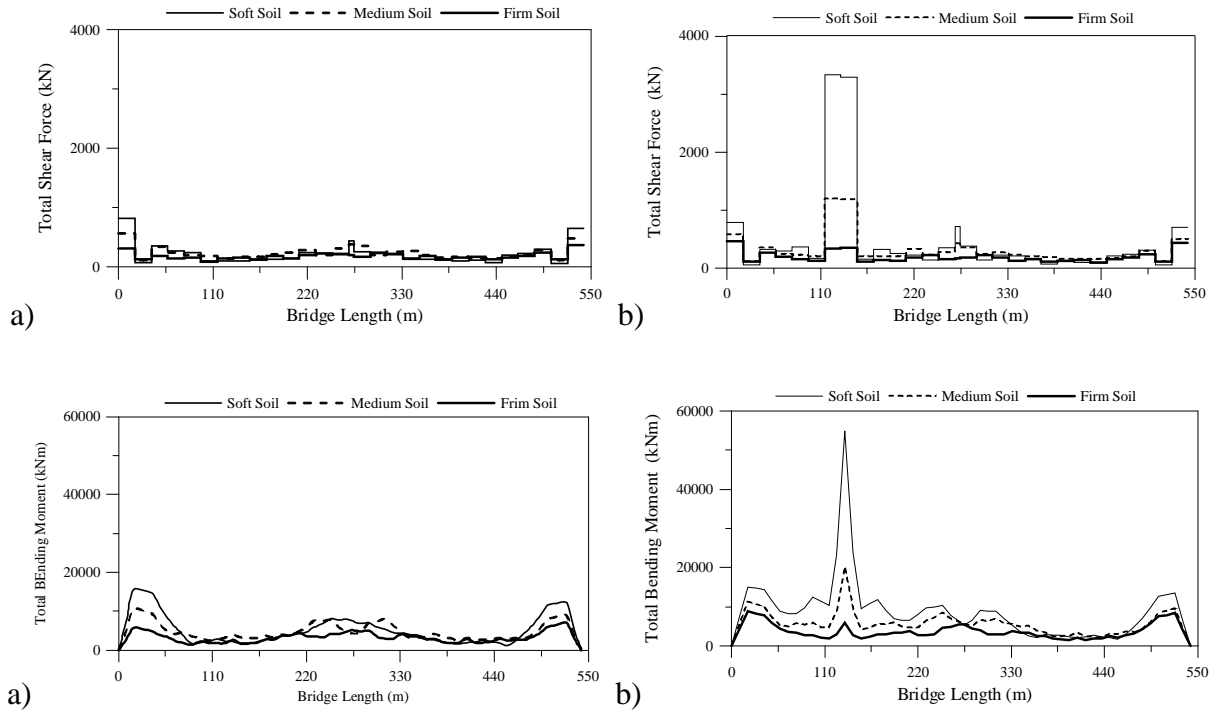 Soft Soil Medium Soil Firm Soil
Total Shear Force (kN)
4000
2000
0
0 110 220 330 440 550
Bridge Length (m)
a)
Soft Soil Medium Soil Firm Soil
Total Shear Force (kN)
4000
2000
0
0 110 220 330 440 550
Bridge Length (m)
b)
Soft Soil Medium Soil Frim Soil
Total BEnding Moment (kNm)
60000
40000
20000
0
0 110 220 330 440 550
Bridge Length (m)
a)
Soft Soil Medium Soil Firm Soil
Total Bending Moment (kNm)
60000
40000
20000
0
0 110 220 330 440 550
Bridge Length (m)
b)